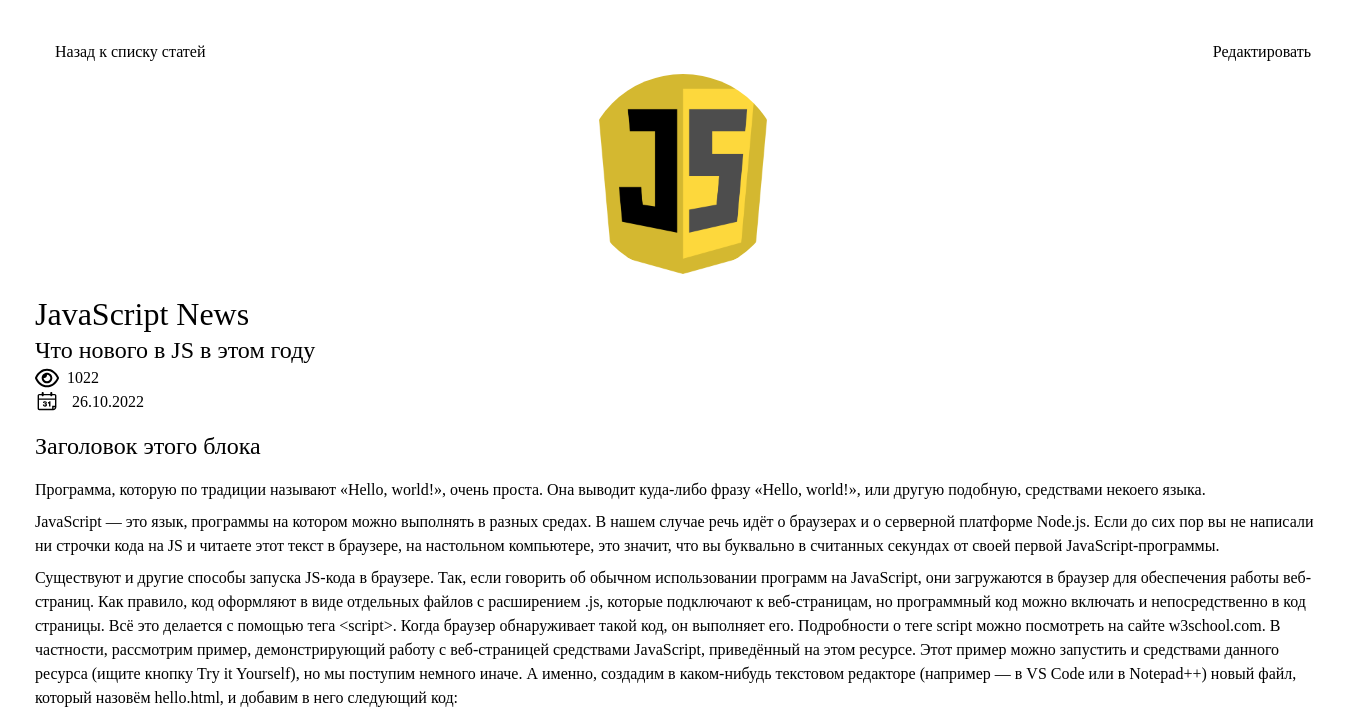 Назад к списку статей
Редактировать
JS
JavaScript News
Что нового в JS в этом году
1022
31
26.10.2022
Заголовок этого блока
Программа, которую по традиции называют «Hello, world!», очень проста. Она выводит куда-либо фразу «Hello, world!», или другую подобную, средствами некоего языка.
JavaScript — это язык, программы на котором можно выполнять в разных средах. В нашем случае речь идёт о браузерах и о серверной платформе Node.js. Если до сих пор вы не написали
ни строчки кода на JS и читаете этот текст в браузере, на настольном компьютере, это значит, что вы буквально в считанных секундах от своей первой JavaScript-программы.
Существуют и другие способы запуска JS-кода в браузере. Так, если говорить об обычном использовании программ на JavaScript, они загружаются в браузер для обеспечения работы веб-
страниц. Как правило, код оформляют в виде отдельных файлов с расширением .js, которые подключают к веб-страницам, но программный код можно включать и непосредственно в код
страницы. Всё это делается с помощью тега <script>. Когда браузер обнаруживает такой код, он выполняет его. Подробности о теге script можно посмотреть на сайте w3school.com. В
частности, рассмотрим пример, демонстрирующий работу с веб-страницей средствами JavaScript, приведённый на этом ресурсе. Этот пример можно запустить и средствами данного
ресурса (ищите кнопку Try it Yourself), но мы поступим немного иначе. А именно, создадим в каком-нибудь текстовом редакторе (например — в VS Code или в Notepad++) новый файл,
который назовём hello.html, и добавим в него следующий код: